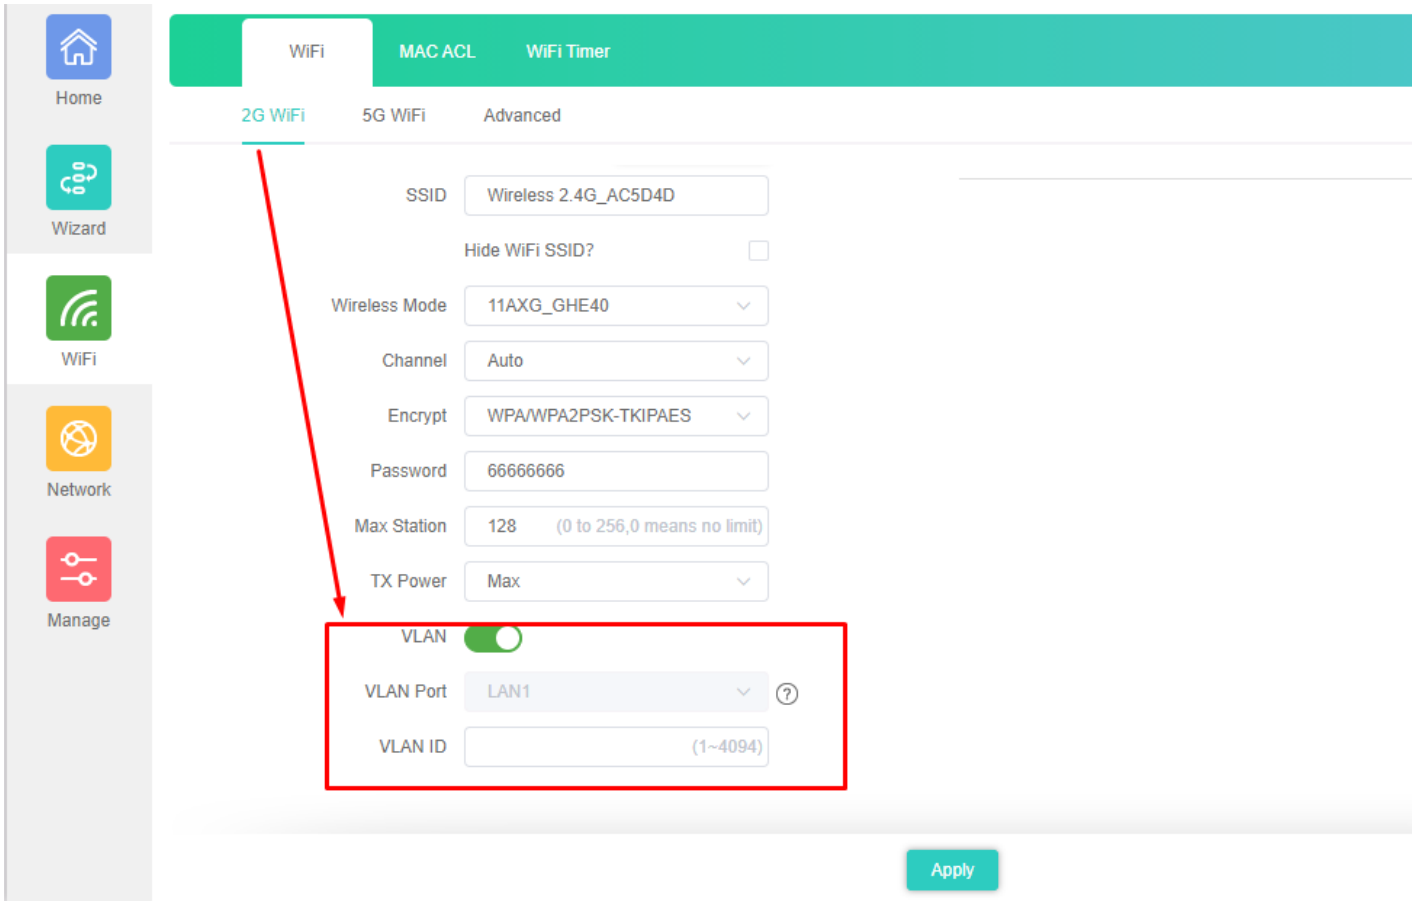 Home
Wizard
WiFi
Network
Manage
WiFi MAC ACL WiFi Timer
2G WiFi 5G WiFi Advanced
SSID Wireless 2.4G_AC5D4D
Hide WiFi SSID?
Wireless Mode 11AXG_GHE40
Channel Auto
Encrypt WPA/WPA2PSK-TKIPAES
Password 66666666
Max Station 128 (0 to 256,0 means no limit)
TX Power Max
VLAN
VLAN Port LAN1 ?
VLAN ID (1~4094)
Apply